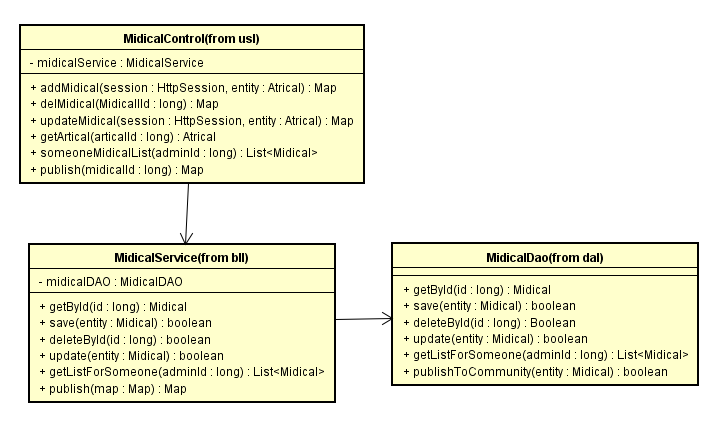 MidicalControl(from usl)
- midicalService : MidicalService
+ addMidical(session : HttpSession, entity : Atrical) : Map
+ delMidical(MidicalId : long) : Map
+ updateMidical(session : HttpSession, entity : Atrical) : Map
+ getArtical(articalId : long) : Atrical
+ someoneMidicalList(adminId : long) : List<Midical>
+ publish(midicalId : long) : Map
MidicalService(from bll)
- midicalDAO : MidicalDAO
+ getById(id : long) : Midical
+ save(entity : Midical) : boolean
+ deleteById(id : long) : boolean
+ update(entity : Midical) : boolean
+ getListForSomeone(adminId : long) : List<Midical>
+ publish(map : Map) : Map
MidicalDao(from dal)
+ getById(id : long) : Midical
+ save(entity : Midical) : boolean
+ deleteById(id : long) : Boolean
+ update(entity : Midical) : boolean
+ getListForSomeone(adminId : long) : List<Midical>
+ publishToCommunity(entity : Midical) : boolean